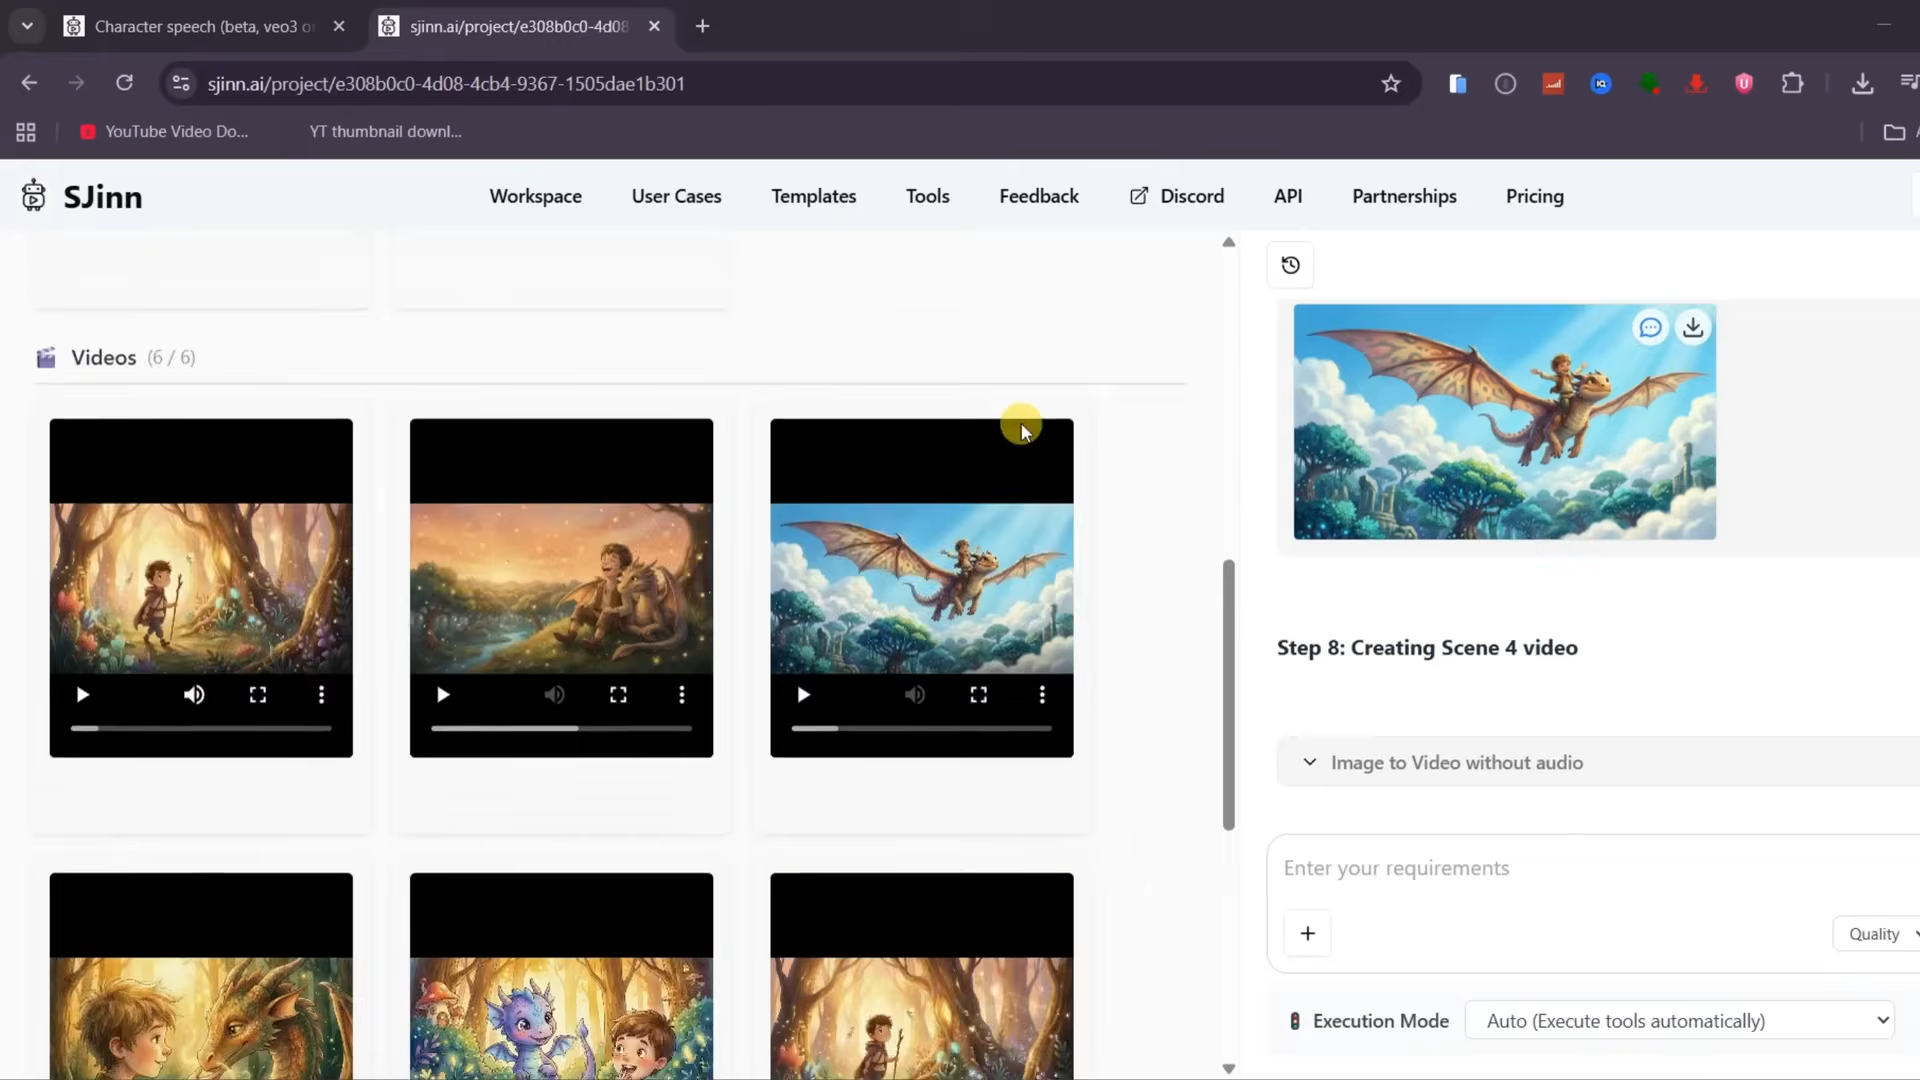 Character speech (beta, veo3 o
sjinn.ai/project/e308b0c0-4d08
sjinn.ai/project/e308b0c0-4d08-4cb4-9367-1505dae1b301
YouTube Video Do...
YT thumbnail downl...
SJinn
Workspace
User Cases
Templates
Tools
Feedback
Discord
API
Partnerships
Pricing
Videos (6 / 6)
Step 8: Creating Scene 4 video
Image to Video without audio
Enter your requirements
Quality
Execution Mode
Auto (Execute tools automatically)